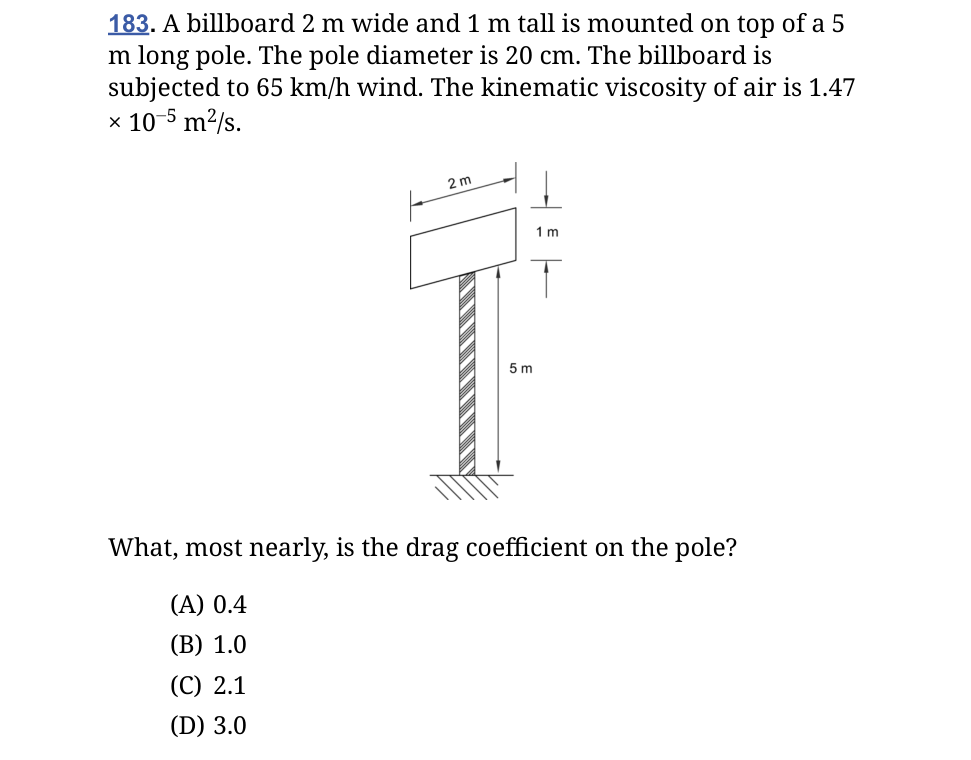 183. A billboard 2 m wide and 1 m tall is mounted on top of a 5
m long pole. The pole diameter is 20 cm. The billboard is
subjected to 65 km/h wind. The kinematic viscosity of air is 1.47
× 10⁻⁵ m²/s.
2 m
1 m
5 m
What, most nearly, is the drag coefficient on the pole?
(A) 0.4
(B) 1.0
(C) 2.1
(D) 3.0